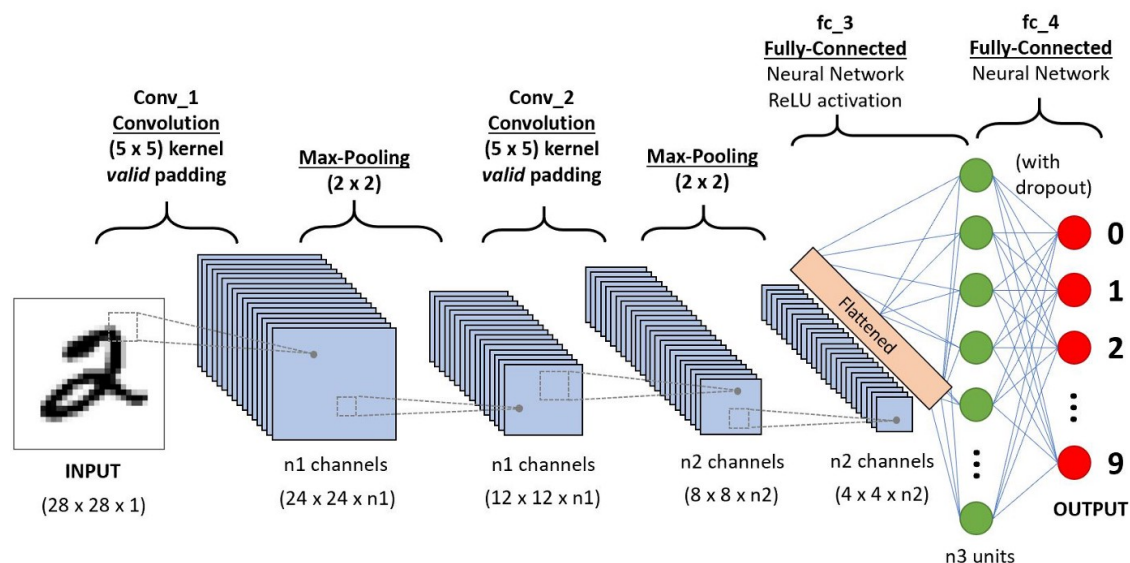 Conv_1
Convolution
(5 x 5) kernel
valid padding
Max-Pooling
(2 x 2)
Conv_2
Convolution
(5 x 5) kernel
valid padding
Max-Pooling
(2 x 2)
fc_3
Fully-Connected
Neural Network
ReLU activation
fc_4
Fully-Connected
Neural Network
(with
dropout)
2
INPUT
(28 x 28 x 1)
n1 channels
(24 x 24 x n1)
n1 channels
(12 x 12 x n1)
n2 channels
(8 x 8 x n2)
n2 channels
(4 x 4 x n2)
Flattened
n3 units
0
1
2
9
OUTPUT